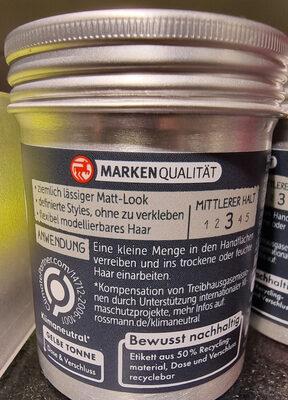 MARKENQUALITÄT
• ziemlich lässiger Matt-Look
• definierte Styles, ohne zu verkleben
• flexibel modellierbares Haar
MITTLERER HALT
1 2 3 4 5
ANWENDUNG
Eine kleine Menge in den Handflächen
verreiben und ins trockene oder feuchte
Haar einarbeiten.
*Kompensation von Treibhausgasemissio-
nen durch Unterstützung internationaler
maschutzprojekte, mehr Infos auf:
rossmann.de/klimaneutral
klimaneutral*
GELBE TONNE
Dose & Verschluss
Bewusst nachhaltig
Etikett aus 50% Recycling-
material, Dose und Verschluss
recyclebar